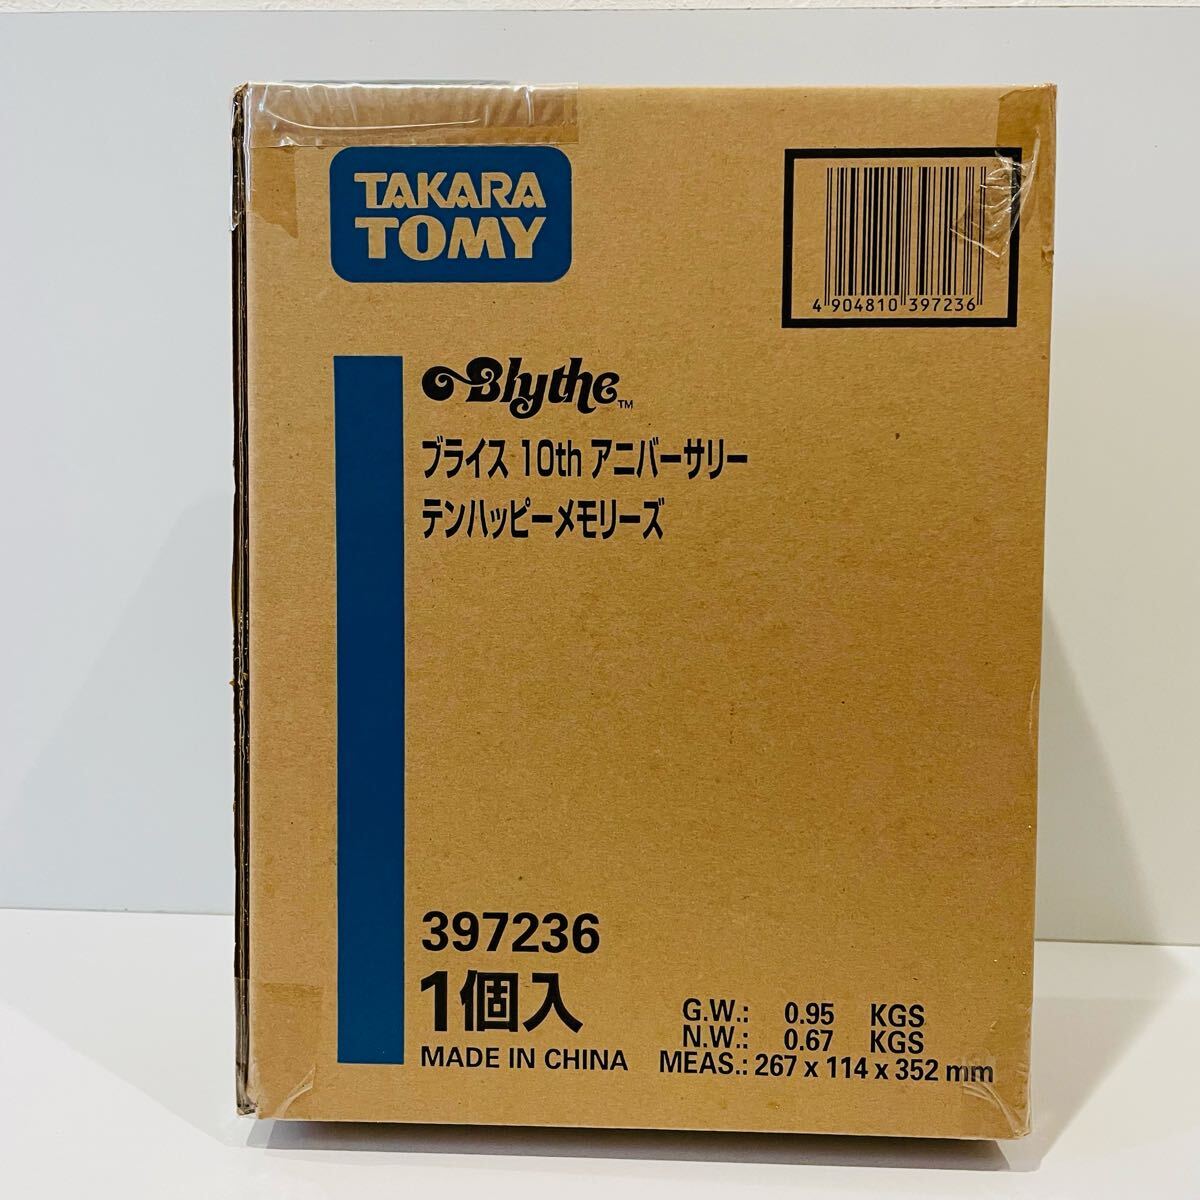 TAKARA
TOMY
4 904810 397236
Blythe™
ブライス 10th アニバーサリー
テンハッピーメモリーズ
397236
1個入
MADE IN CHINA
G.W.: 0.95 KGS
N.W.: 0.67 KGS
MEAS.: 267 x 114 x 352 mm